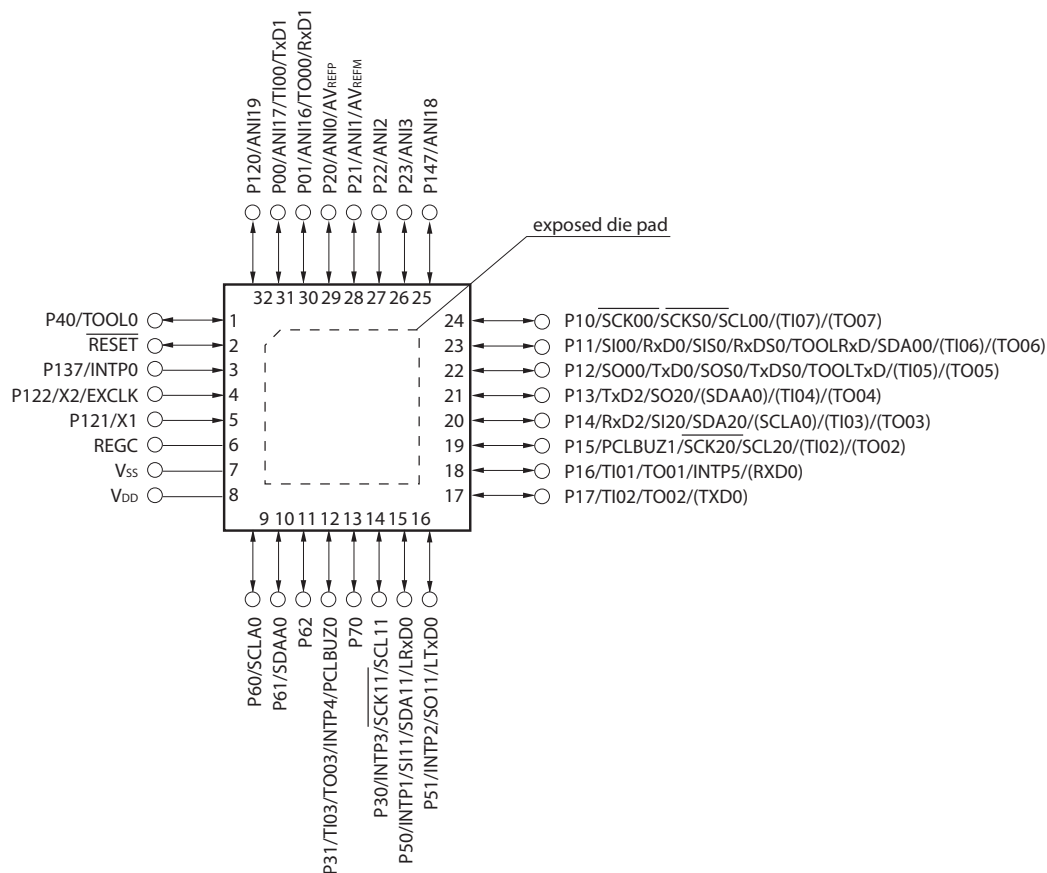 P120/ANI19
P00/ANI17/TI00/TxD1
P01/ANI16/TO00/RxD1
P20/ANI0/AVREFP
P21/ANI1/AVREFM
P22/ANI2
P23/ANI3
P147/ANI18
exposed die pad
32 31 30 29 28 27 26 25
P40/TOOL0
RESET
P137/INTP0
P122/X2/EXCLK
P121/X1
REGC
VSS
VDD
1
2
3
4
5
6
7
8
24
23
22
21
20
19
18
17
P10/SCK00/SCKS0/SCL00/(TI07)/(TO07)
P11/SI00/RxD0/SIS0/RxDS0/TOOLRxD/SDA00/(TI06)/(TO06)
P12/SO00/TxD0/SOS0/TxDS0/TOOLTxD/(TI05)/(TO05)
P13/TxD2/SO20/(SDAA0)/(TI04)/(TO04)
P14/RxD2/SI20/SDA20/(SCLA0)/(TI03)/(TO03)
P15/PCLBUZ1/SCK20/SCL20/(TI02)/(TO02)
P16/TI01/TO01/INTP5/(RXD0)
P17/TI02/TO02/(TXD0)
9 10 11 12 13 14 15 16
P60/SCLA0
P61/SDAA0
P62
P31/TI03/TO03/INTP4/PCLBUZ0
P70
P30/INTP3/SCK11/SCL11
P50/INTP1/SI11/SDA11/LRxD0
P51/INTP2/SO11/LTxD0